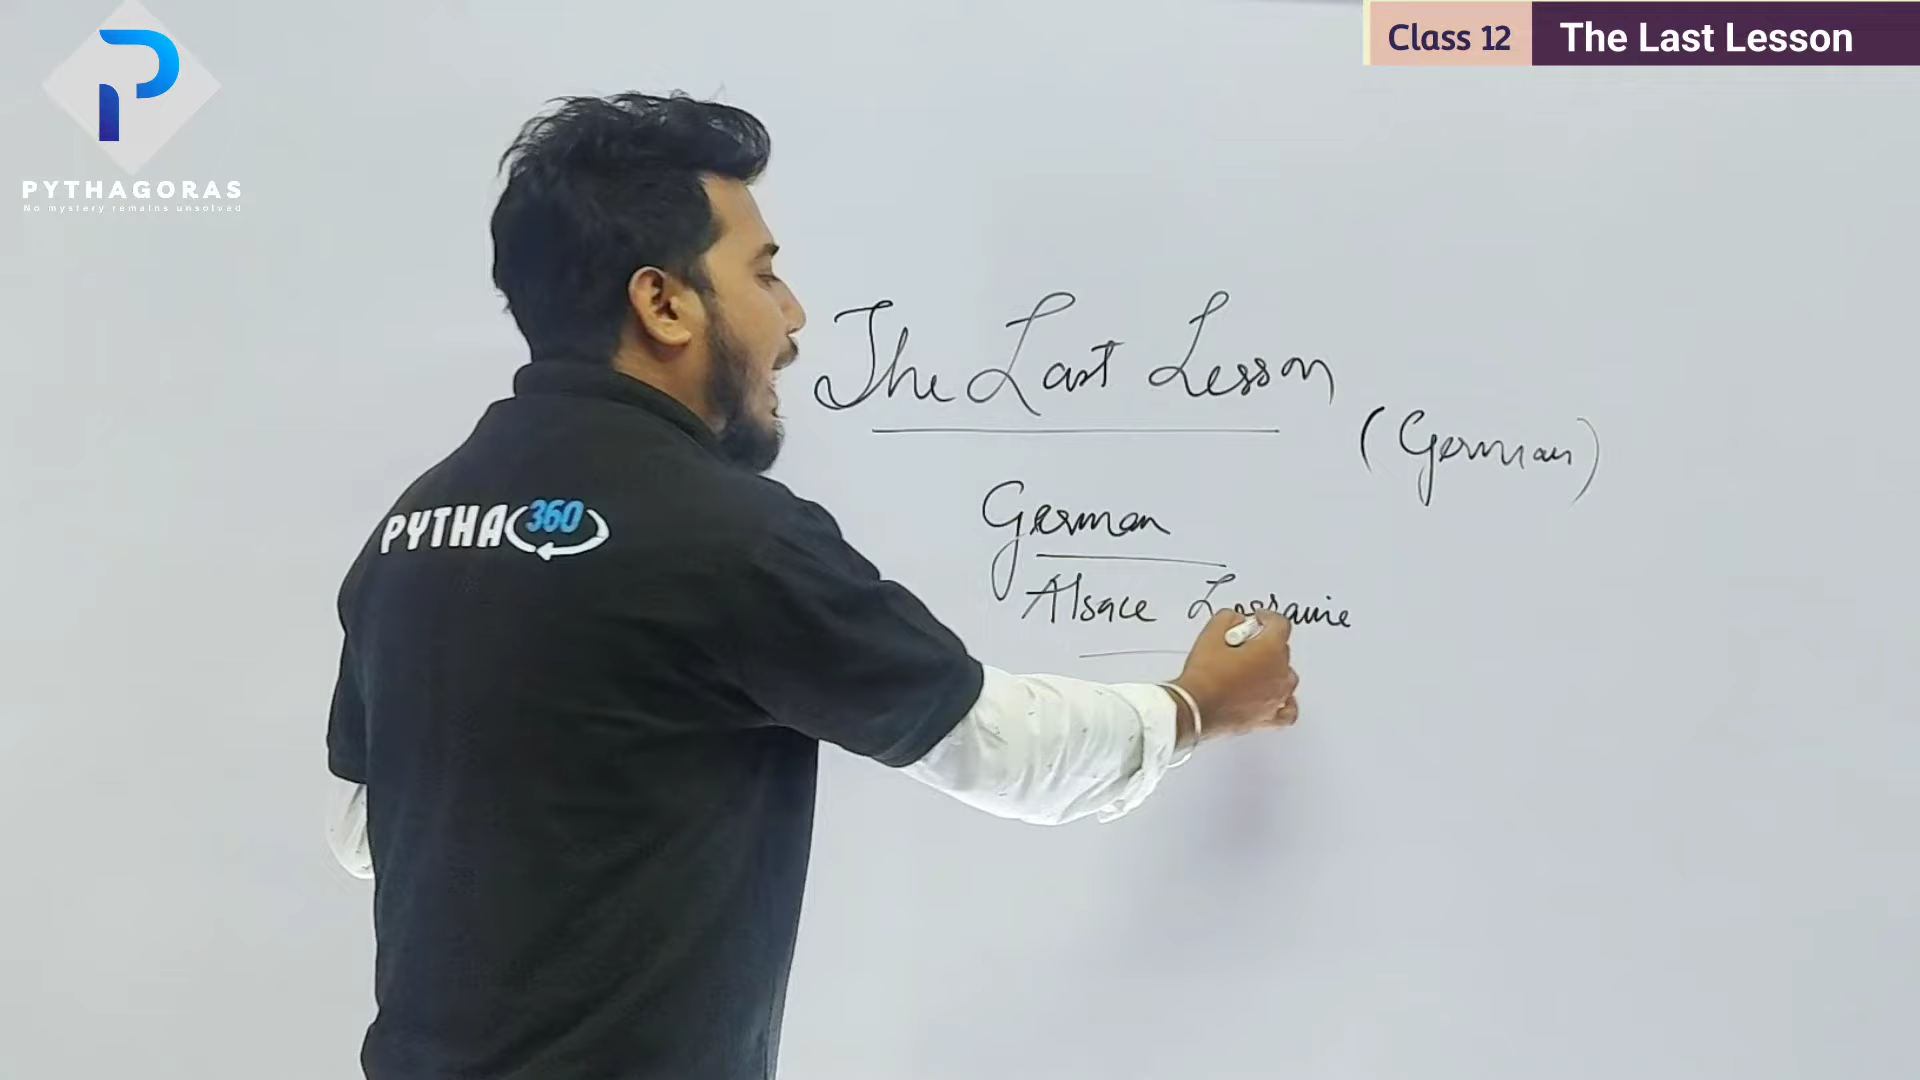 P
PYTHAGORAS
No mystery remains unsolved
Class 12 The Last Lesson
The Last Lesson
(German)
German
Alsace Lorraine
PYTHA 360